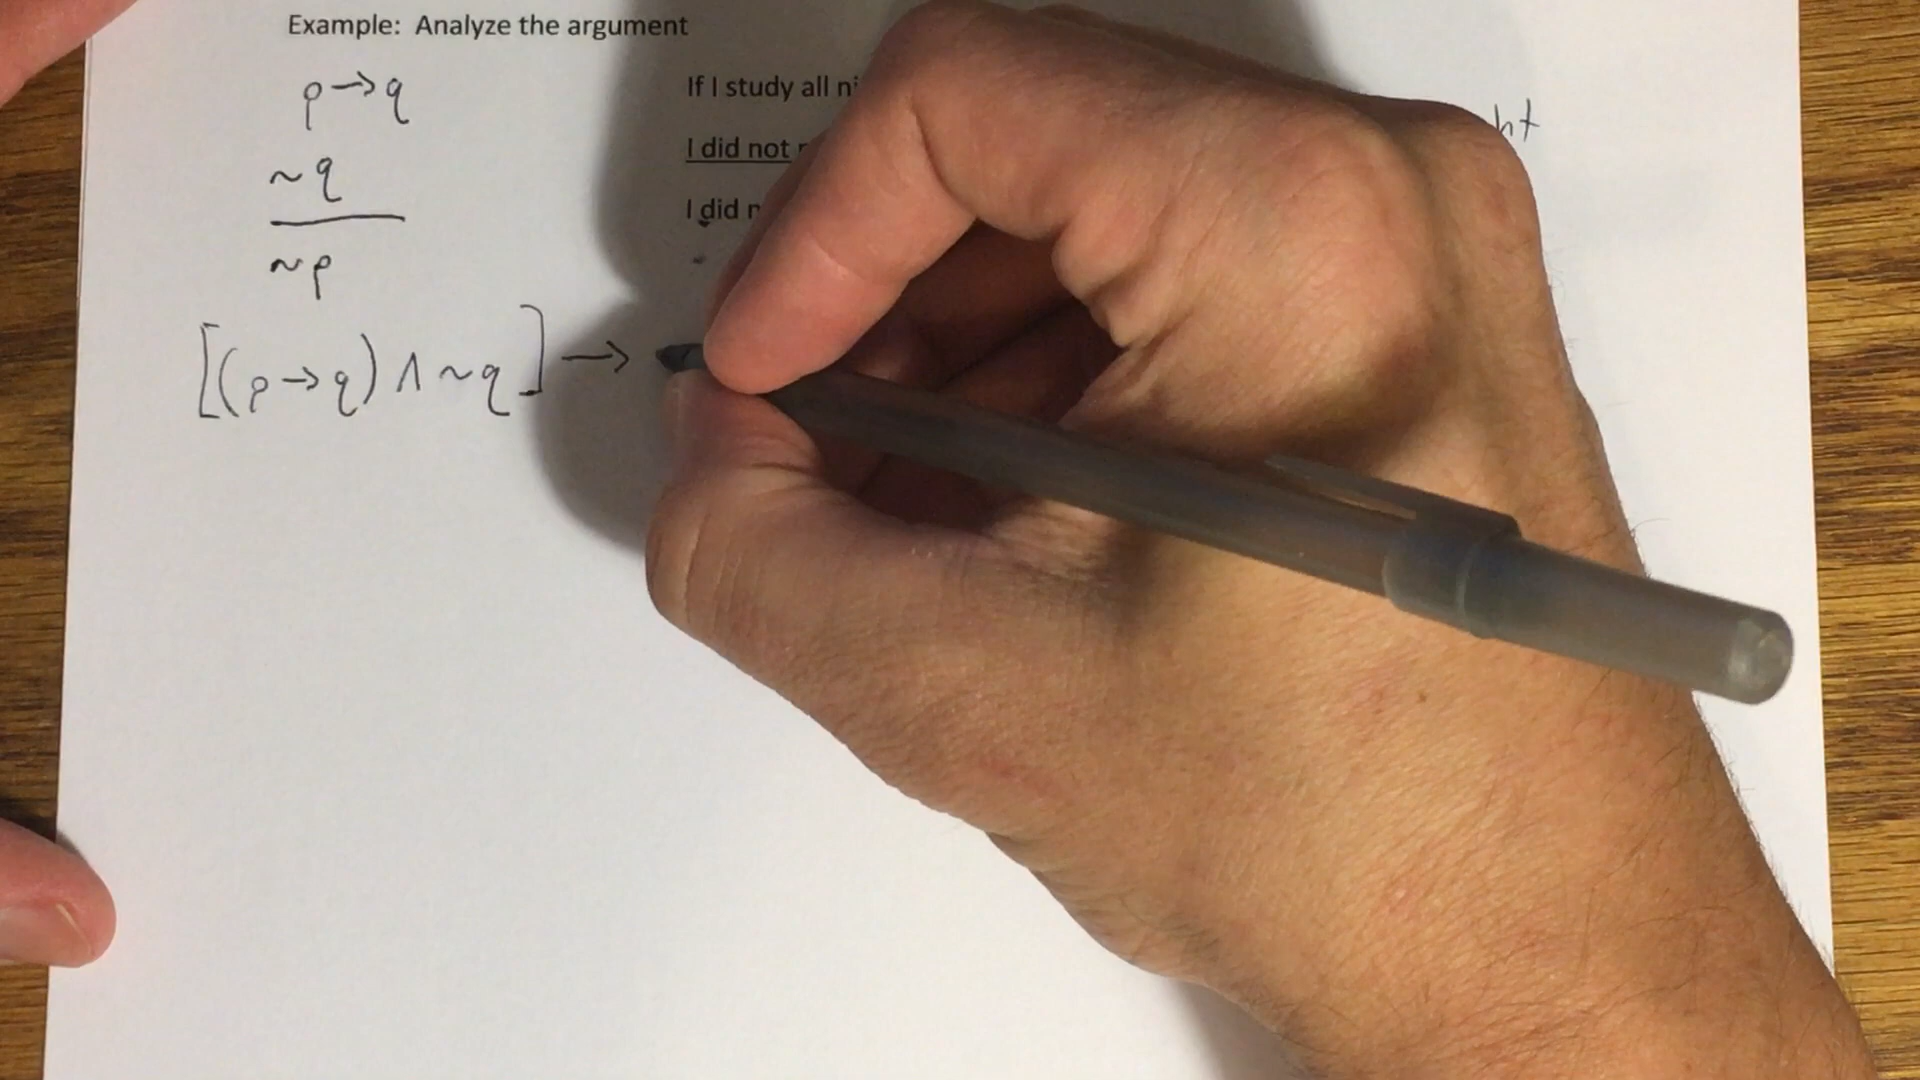 Example: Analyze the argument
p → q
If I study all
~q
I did not
~p
I did
[(p → q) ∧ ~q] →